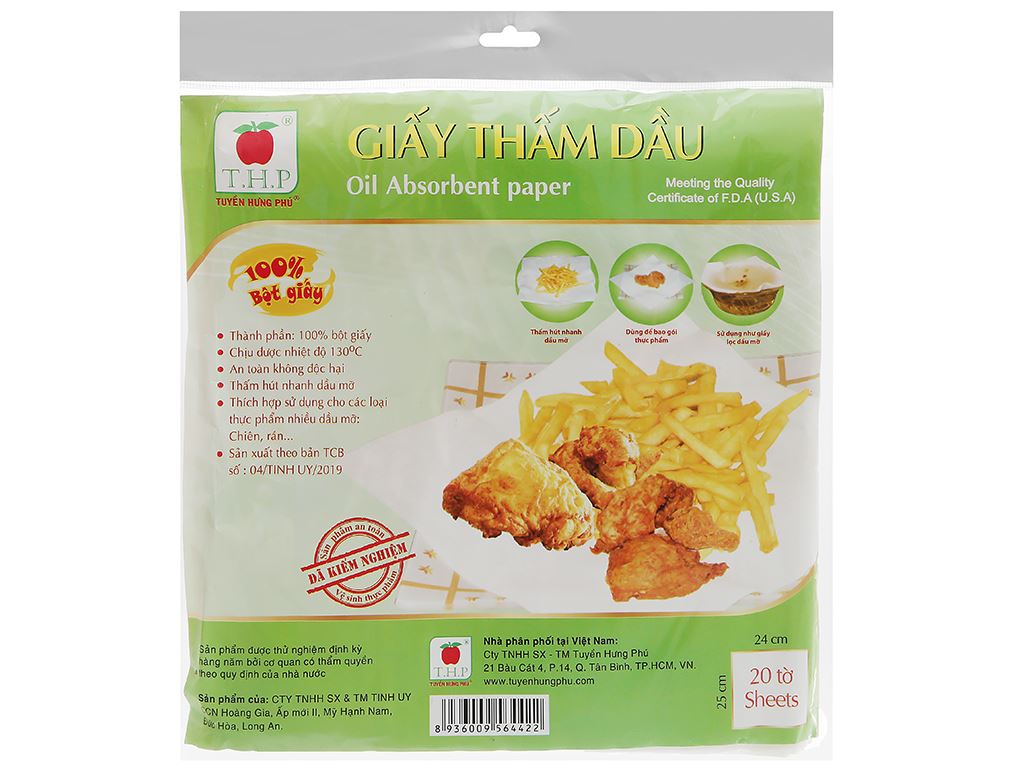 T.H.P
®
TUYỀN HƯNG PHÚ®
GIẤY THẤM DẦU
Oil Absorbent paper
Meeting the Quality
Certificate of F.D.A (U.S.A)
100%
Bột giấy
Thấm hút nhanh
dầu mỡ
Dùng để bao gói
thực phẩm
Sử dụng như giấy
lọc dầu mỡ
• Thành phần: 100% bột giấy
• Chịu được nhiệt độ 130ºC
• An toàn không độc hại
• Thấm hút nhanh dầu mỡ
• Thích hợp sử dụng cho các loại
thực phẩm nhiều dầu mỡ:
Chiên, rán...
• Sản xuất theo bản TCB
số : 04/TINH UY/2019
Sản phẩm an toàn
ĐÃ KIỂM NGHIỆM
Vệ sinh thực phẩm
Sản phẩm được thử nghiệm định kỳ
hàng năm bởi cơ quan có thẩm quyền
theo quy định của nhà nước
Sản phẩm của: CTY TNHH SX & TM TINH UY
CCN Hoàng Gia, Ấp mới II, Mỹ Hạnh Nam,
Đức Hòa, Long An.
T.H.P
®
TUYỀN HƯNG PHÚ®
Nhà phân phối tại Việt Nam:
Cty TNHH SX - TM Tuyền Hưng Phú
21 Bàu Cát 4, P.14, Q. Tân Bình, TP.HCM, VN.
www.tuyenhungphu.com
8 936009 564422
24 cm
25 cm
20 tờ
Sheets